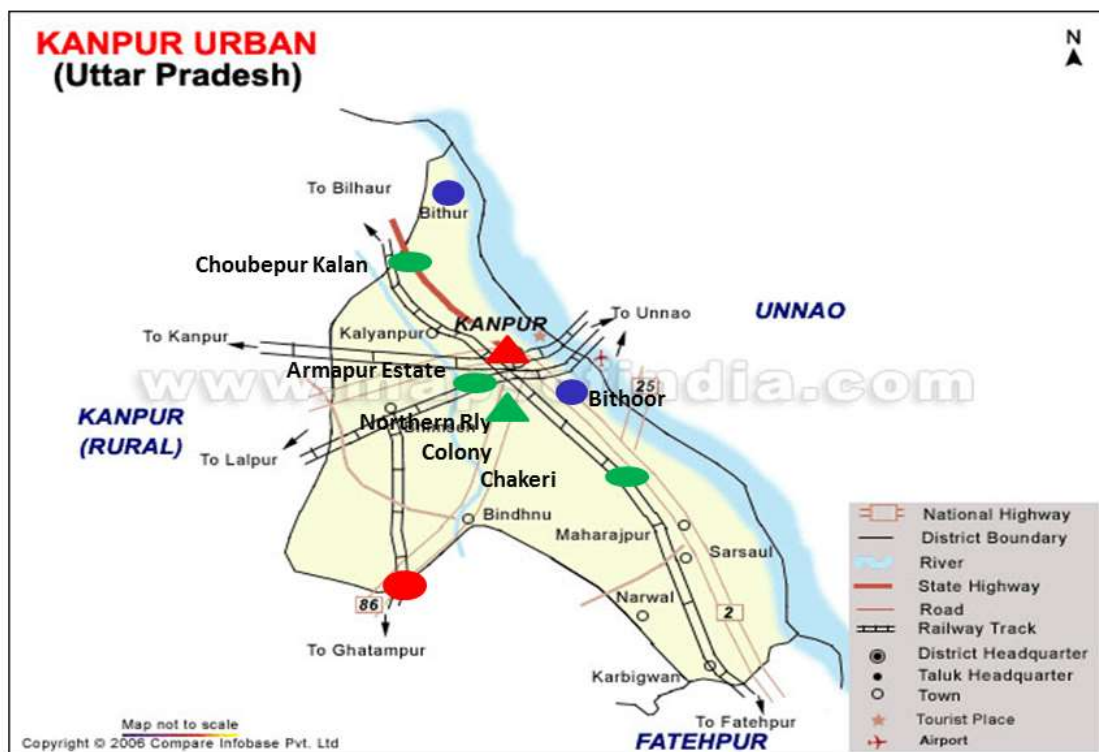 KANPUR URBAN
(Uttar Pradesh)
N
To Bilhaur
Bithur
Choubepur Kalan
To Unnao
UNNAO
KANPUR
Kalyanpur
To Kanpur
Armapur Estate
www.mapsofindia.com
25
Bithoor
KANPUR
(RURAL)
Northern Rly
Colony
To Lalpur
Chakeri
Bindhnu
Maharajpur
Sarsaul
Narwal
86
2
To Ghatampur
Karbigwan
To Fatehpur
FATEHPUR
National Highway
District Boundary
River
State Highway
Road
Railway Track
District Headquarter
Taluk Headquarter
Town
Tourist Place
Airport
Map not to scale
Copyright © 2006 Compare Infobase Pvt. Ltd